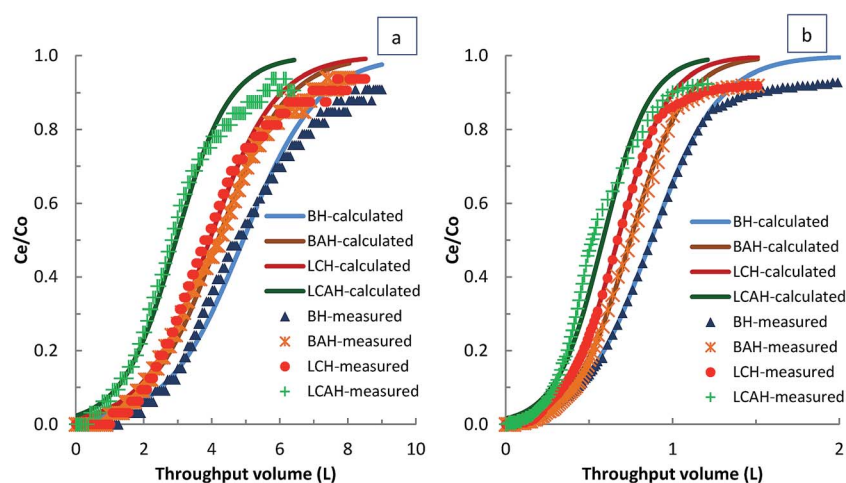 a
1.0
0.8
0.6
0.4
0.2
0.0
Ce/Co
BH-calculated
BAH-calculated
LCH-calculated
LCAH-calculated
BH-measured
BAH-measured
LCH-measured
LCAH-measured
0 2 4 6 8 10
Throughput volume (L)
b
1.0
0.8
0.6
0.4
0.2
0.0
Ce/Co
BH-calculated
BAH-calculated
LCH-calculated
LCAH-calculated
BH-measured
BAH-measured
LCH-measured
LCAH-measured
0 0.5 1 2
Throughput volume (L)